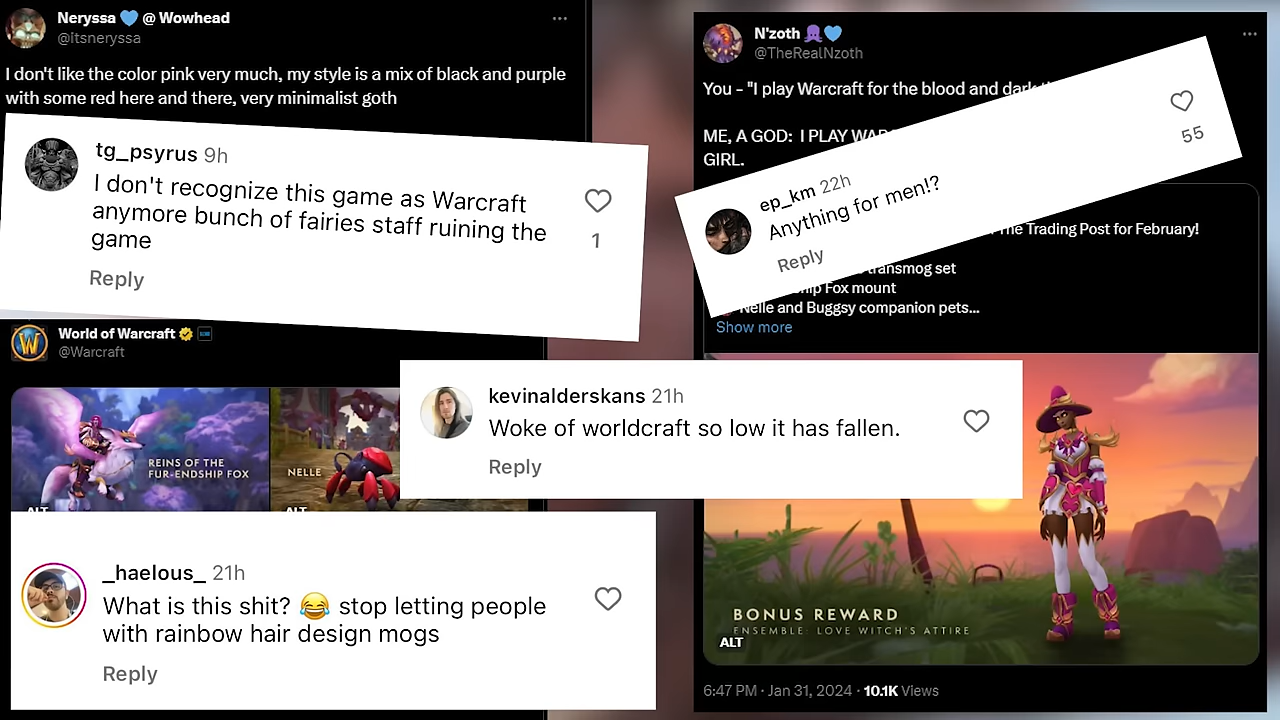 Neryssa 💙 @ Wowhead
@itsneryssa
I don't like the color pink very much, my style is a mix of black and purple
with some red here and there, very minimalist goth
tg_psyrus 9h
I don't recognize this game as Warcraft
anymore bunch of fairies staff ruining the
game
1
Reply
World of Warcraft
@Warcraft
REINS OF THE
FUR-ENDSHIP FOX
NELLE
ALT
ALT
_haelous_ 21h
What is this shit? 😂 stop letting people
with rainbow hair design mogs
Reply
kevinalderskans 21h
Woke of worldcraft so low it has fallen.
Reply
N'zoth 🐙💙
@TheRealNzoth
You - "I play Warcraft for the blood and dark
ME, A GOD: I PLAY
GIRL.
55
ep_km 22h
Anything for men!?
Reply
The Trading Post for February!
transmog set
Fox mount
Nelle and Buggsy companion pets...
Show more
BONUS REWARD
ENSEMBLE: LOVE WITCH'S ATTIRE
ALT
6:47 PM · Jan 31, 2024 · 10.1K Views